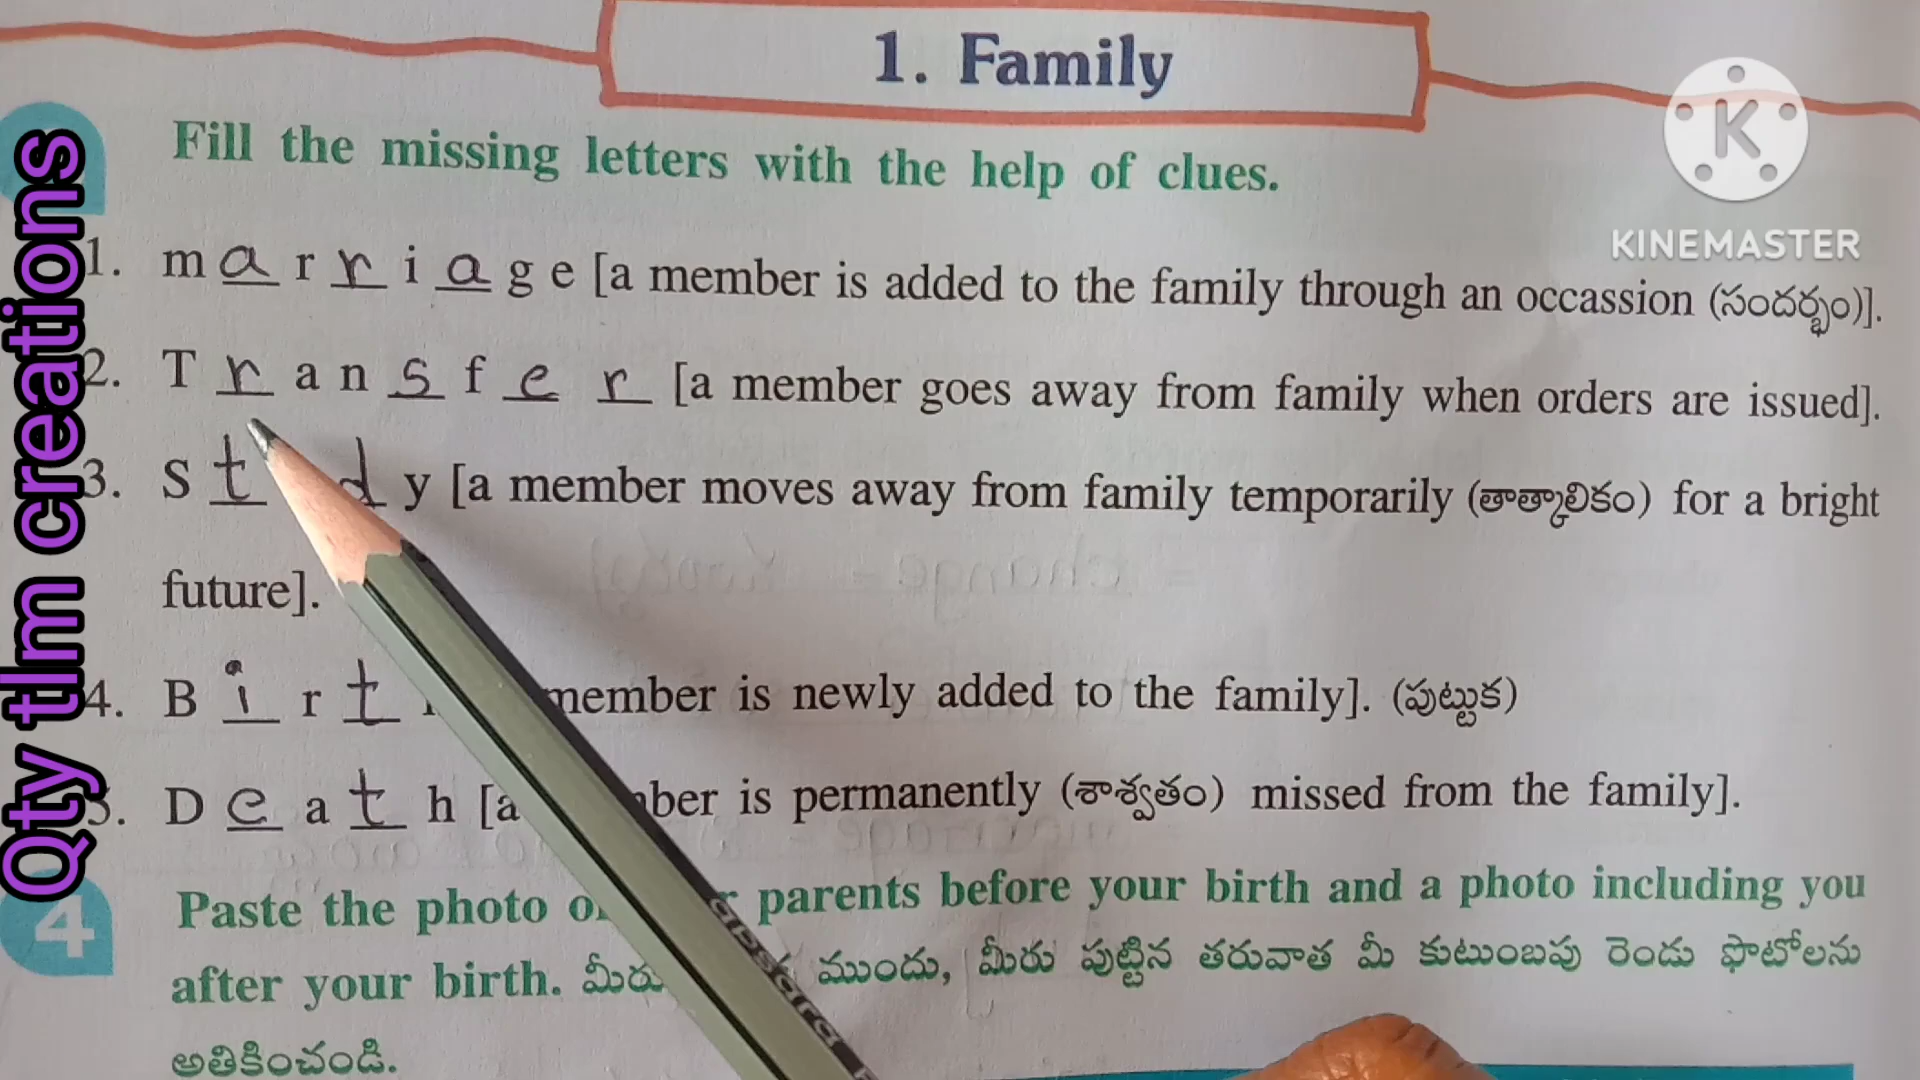 1. Family
Fill the missing letters with the help of clues.
KINEMASTER
1. m a r r i a g e [a member is added to the family through an occassion (సందర్భం)].
2. T r a n s f e r [a member goes away from family when orders are issued].
3. S t d y [a member moves away from family temporarily (తాత్కాలికం) for a bright
future].
4. B i r t member is newly added to the family]. (పుట్టుక)
5. D e a t h [a is permanently (శాశ్వతం) missed from the family].
4 Paste the photo parents before your birth and a photo including you
after your birth. మీరు ముందు, మీరు పుట్టిన తరువాత మీ కుటుంబపు రెండు ఫొటోలను
అతికించండి.
Qty tlm creations
apsara